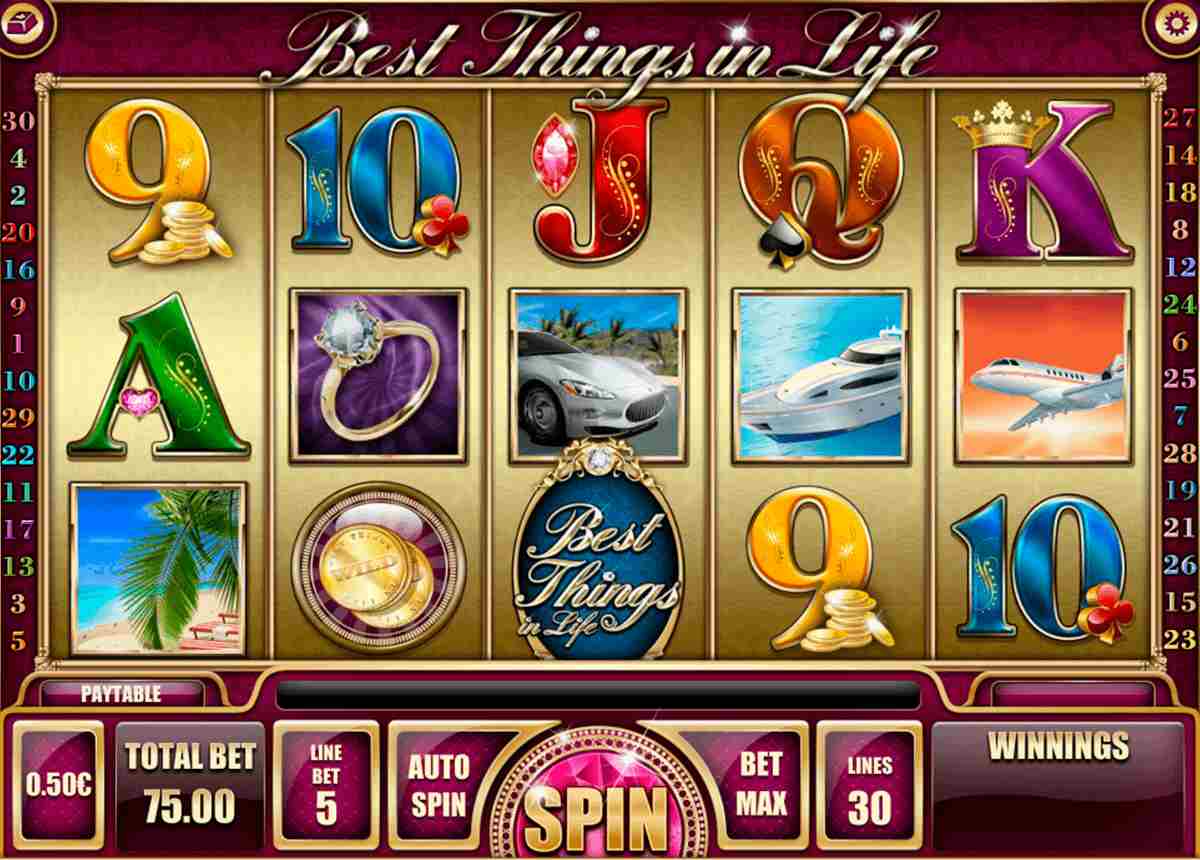 Best Things in Life
30
4
2
20
16
9
1
10
29
22
11
17
13
3
5
9
10
J
Q
K
A
WILD
Best
Things
in Life
9
10
27
14
18
8
12
24
6
25
7
28
19
21
26
15
23
PAYTABLE
0.50€
TOTAL BET
75.00
LINE
BET
5
AUTO
SPIN
SPIN
BET
MAX
LINES
30
WINNINGS